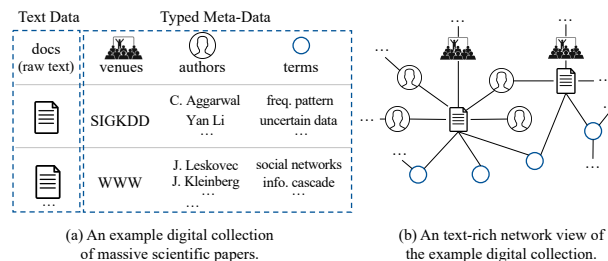 Text Data
Typed Meta-Data
docs
(raw text)
venues
authors
terms
SIGKDD
C. Aggarwal
Yan Li
...
freq. pattern
uncertain data
...
WWW
J. Leskovec
J. Kleinberg
...
social networks
info. cascade
...
...
...
(a) An example digital collection
of massive scientific papers.
...
...
...
...
...
...
...
...
(b) An text-rich network view of
the example digital collection.